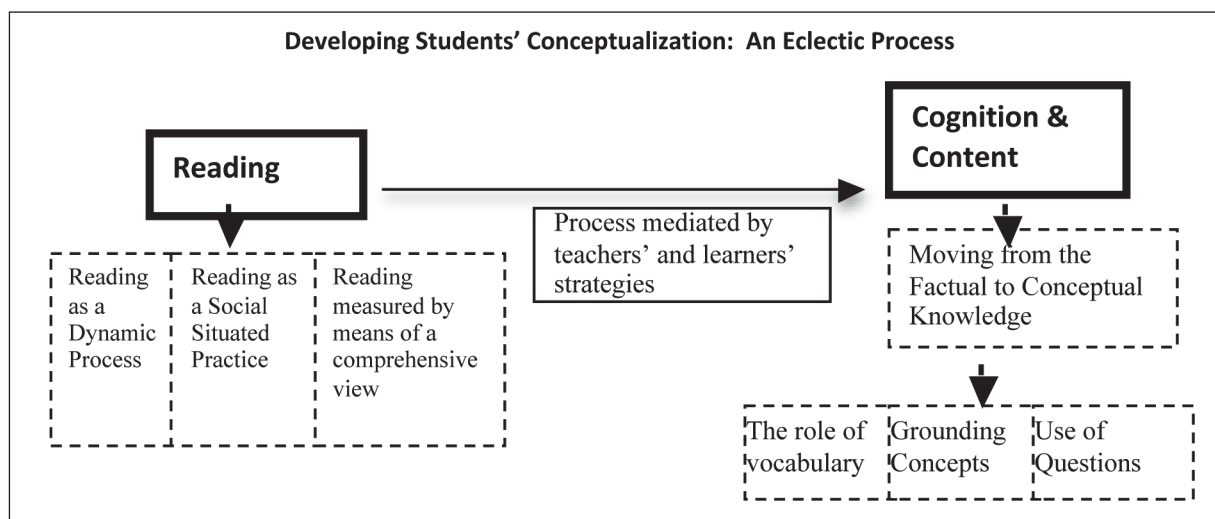 Developing Students’ Conceptualization: An Eclectic Process
Reading
Cognition &
Content
Process mediated by
teachers’ and learners’
strategies
Reading
as a
Dynamic
Process
Reading as
a Social
Situated
Practice
Reading
measured by
means of a
comprehensive
view
Moving from the
Factual to Conceptual
Knowledge
The role of
vocabulary
Grounding
Concepts
Use of
Questions